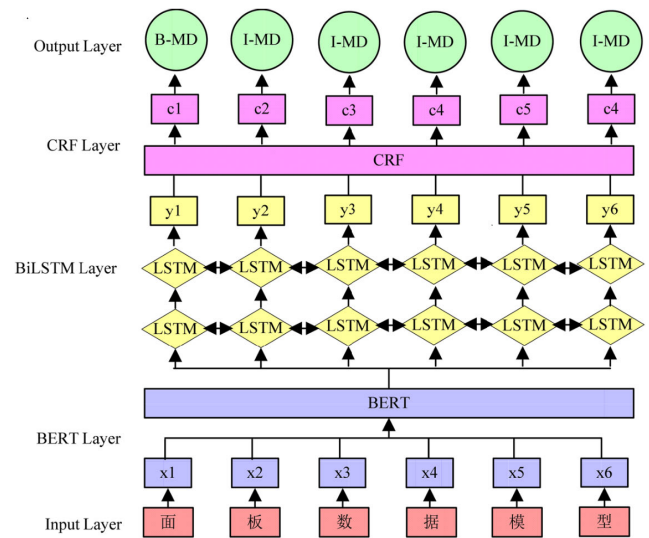 Output Layer B-MD I-MD I-MD I-MD I-MD I-MD
c1 c2 c3 c4 c5 c4
CRF Layer
CRF
y1 y2 y3 y4 y5 y6
BiLSTM Layer LSTM LSTM LSTM LSTM LSTM LSTM
LSTM LSTM LSTM LSTM LSTM LSTM
BERT
BERT Layer
x1 x2 x3 x4 x5 x6
Input Layer 面 板 数 据 模 型